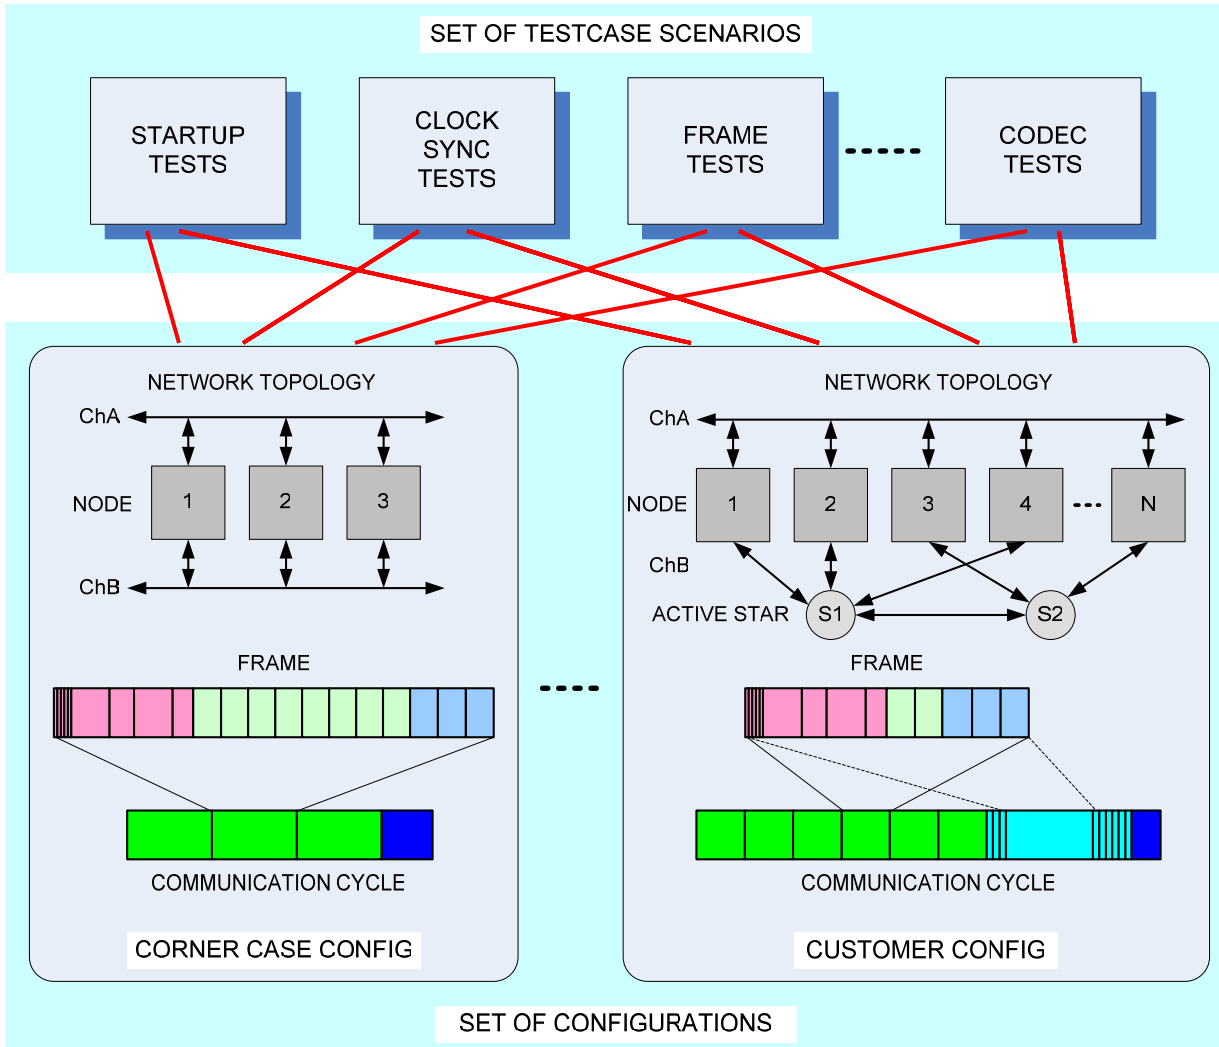 SET OF TESTCASE SCENARIOS
STARTUP
TESTS
CLOCK
SYNC
TESTS
FRAME
TESTS
CODEC
TESTS
NETWORK TOPOLOGY
ChA
NODE
1
2
3
ChB
FRAME
COMMUNICATION CYCLE
CORNER CASE CONFIG
NETWORK TOPOLOGY
ChA
NODE
1
2
3
4
N
ChB
ACTIVE STAR
S1
S2
FRAME
COMMUNICATION CYCLE
CUSTOMER CONFIG
SET OF CONFIGURATIONS